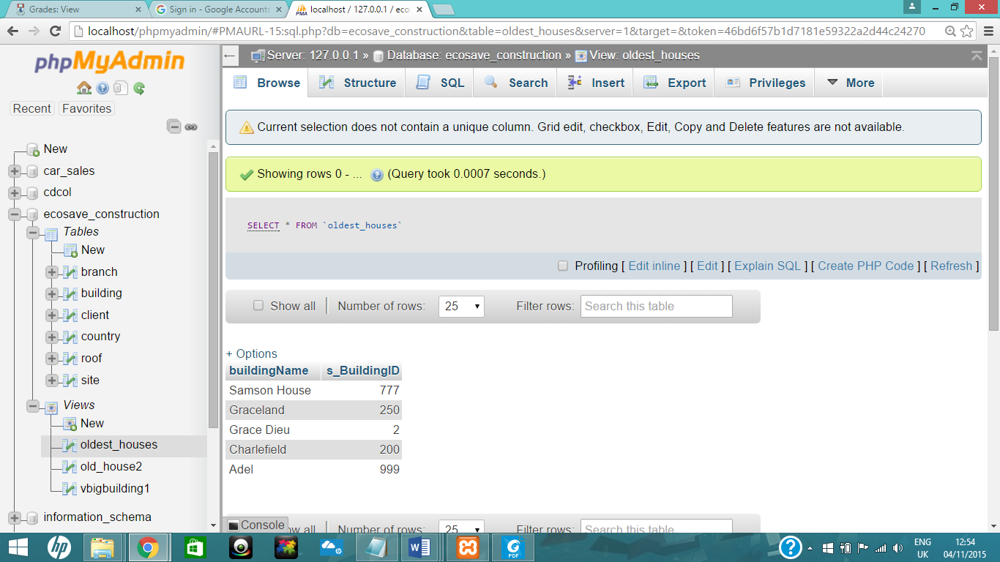 Grades: View
Sign in - Google Accounts
localhost / 127.0.0.1 / eco
localhost/phpmyadmin/#PMAURL-15:sql.php?db=ecosave_construction&table=oldest_houses&server=1&target=&token=46bd6f57b1d7181e59322a2d44c24270
phpMyAdmin
Recent Favorites
New
car_sales
cdcol
ecosave_construction
Tables
New
branch
building
client
country
roof
site
Views
New
oldest_houses
old_house2
vbigbuilding1
information_schema
Server: 127.0.0.1 » Database: ecosave_construction » View: oldest_houses
Browse Structure SQL Search Insert Export Privileges More
Current selection does not contain a unique column. Grid edit, checkbox, Edit, Copy and Delete features are not available.
Showing rows 0 - ... (Query took 0.0007 seconds.)
SELECT * FROM `oldest_houses`
Profiling [ Edit inline ] [ Edit ] [ Explain SQL ] [ Create PHP Code ] [ Refresh ]
Show all Number of rows: 25 Filter rows: Search this table
+ Options
buildingName s_BuildingID
Samson House 777
Graceland 250
Grace Dieu 2
Charlefield 200
Adel 999
Console ow all Number of rows: 25 Filter rows: Search this table
ENG 12:54
UK 04/11/2015